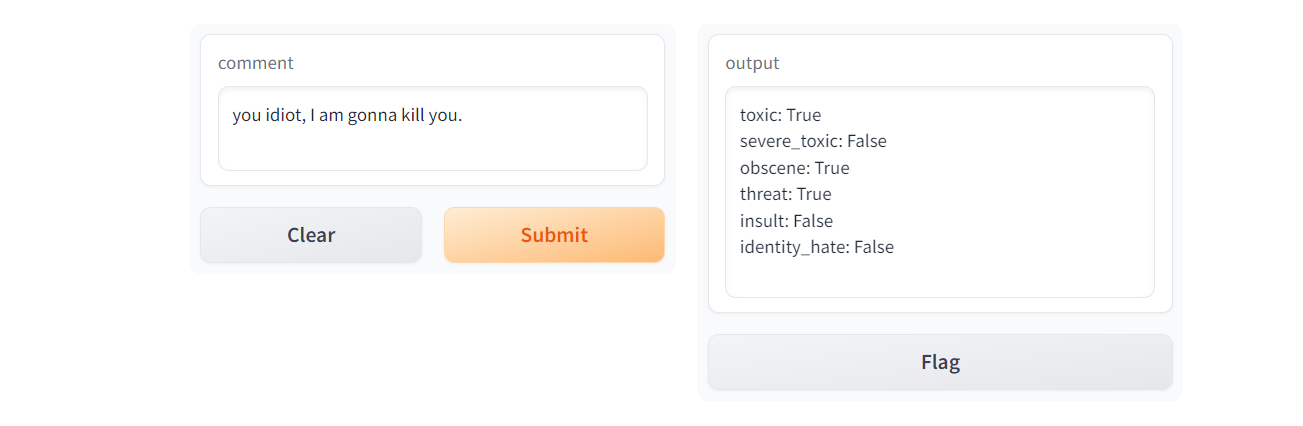 comment
you idiot, I am gonna kill you.
Clear
Submit
output
toxic: True
severe_toxic: False
obscene: True
threat: True
insult: False
identity_hate: False
Flag